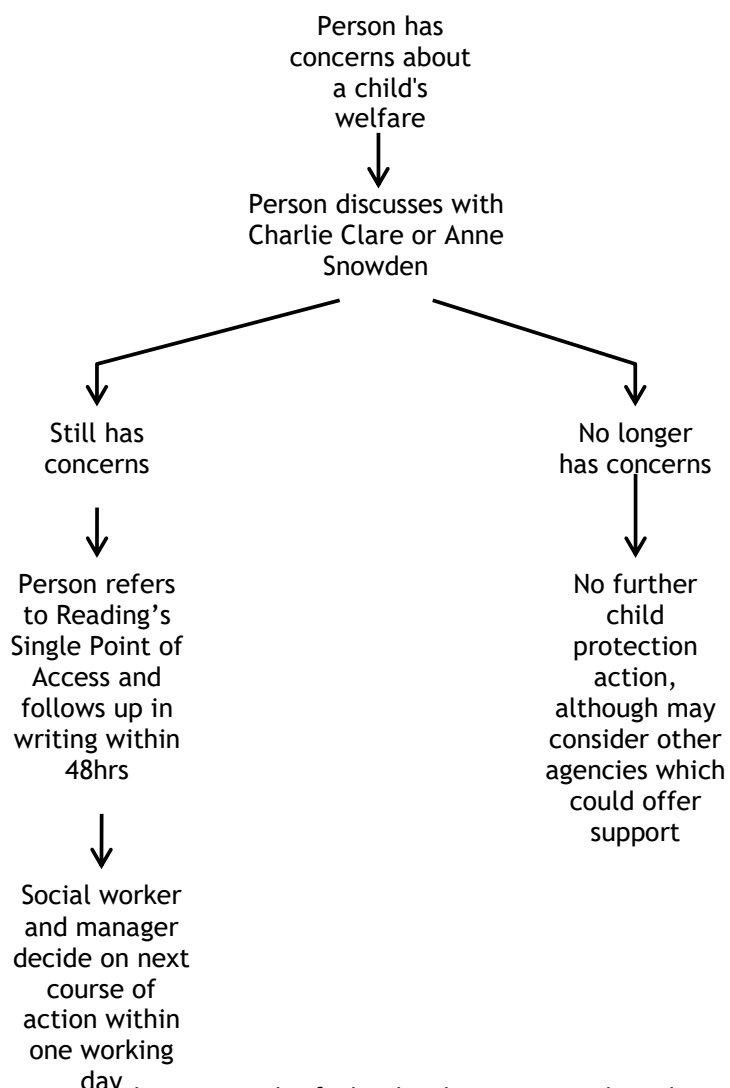 Person has
concerns about
a child's
welfare
Person discusses with
Charlie Clare or Anne
Snowden
Still has
concerns
No longer
has concerns
Person refers
to Reading’s
Single Point of
Access and
follows up in
writing within
48hrs
No further
child
protection
action,
although may
consider other
agencies which
could offer
support
Social worker
and manager
decide on next
course of
action within
one working
day